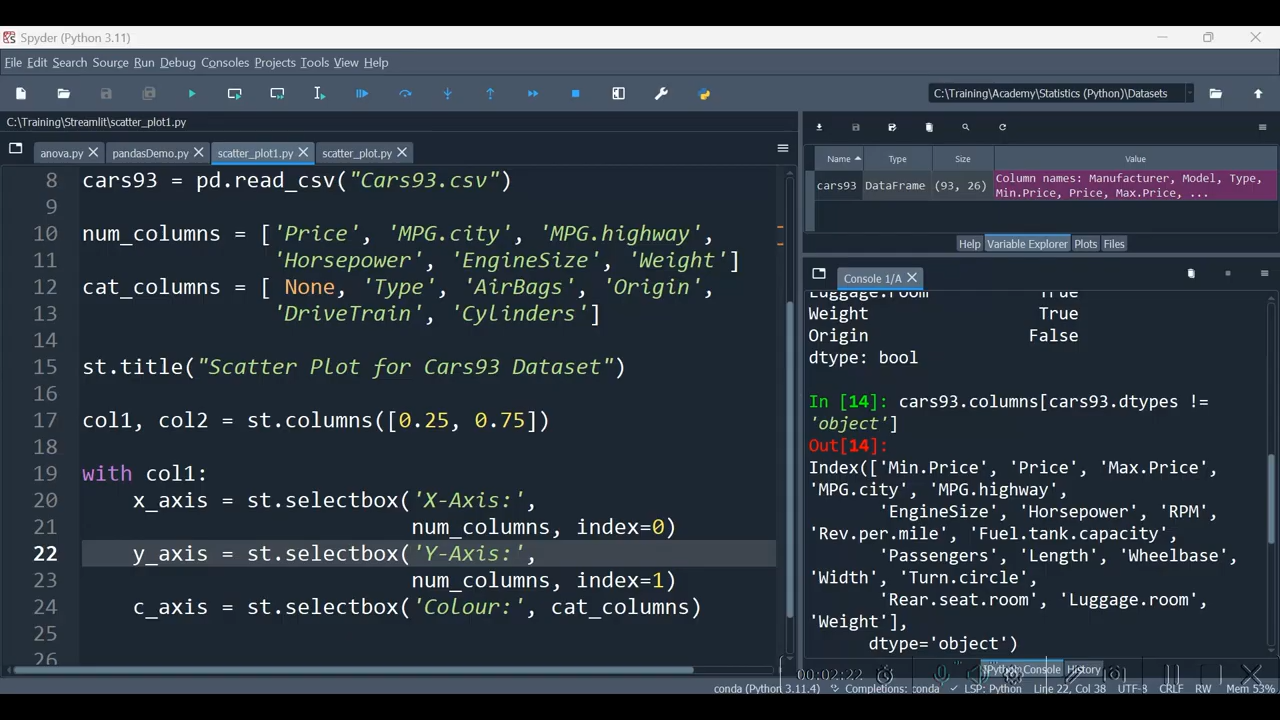 Spyder (Python 3.11)
File Edit Search Source Run Debug Consoles Projects Tools View Help
C:\Training\Academy\Statistics (Python)\Datasets
C:\Training\Streamlit\scatter_plot1.py
anova.py pandasDemo.py scatter_plot1.py scatter_plot.py
8 cars93 = pd.read_csv("Cars93.csv")
9
10 num_columns = ['Price', 'MPG.city', 'MPG.highway',
11 'Horsepower', 'EngineSize', 'Weight']
12 cat_columns = [ None, 'Type', 'AirBags', 'Origin',
13 'DriveTrain', 'Cylinders']
14
15 st.title("Scatter Plot for Cars93 Dataset")
16
17 col1, col2 = st.columns([0.25, 0.75])
18
19 with col1:
20 x_axis = st.selectbox('X-Axis:',
21 num_columns, index=0)
22 y_axis = st.selectbox('Y-Axis:',
23 num_columns, index=1)
24 c_axis = st.selectbox('Colour:', cat_columns)
25
26
Name Type Size Value
cars93 DataFrame (93, 26) Column names: Manufacturer, Model, Type,
Min.Price, Price, Max.Price, ...
Help Variable Explorer Plots Files
Console 1/A
Luggage.room True
Weight True
Origin False
dtype: bool
In [14]: cars93.columns[cars93.dtypes !=
'object']
Out[14]:
Index(['Min.Price', 'Price', 'Max.Price',
'MPG.city', 'MPG.highway',
'EngineSize', 'Horsepower', 'RPM',
'Rev.per.mile', 'Fuel.tank.capacity',
'Passengers', 'Length', 'Wheelbase',
'Width', 'Turn.circle',
'Rear.seat.room', 'Luggage.room',
'Weight'],
dtype='object')
00:02:22
IPython Console History
conda (Python 3.11.4) Completions: conda LSP: Python Line 22, Col 38 UTF-8 CRLF RW Mem 53%